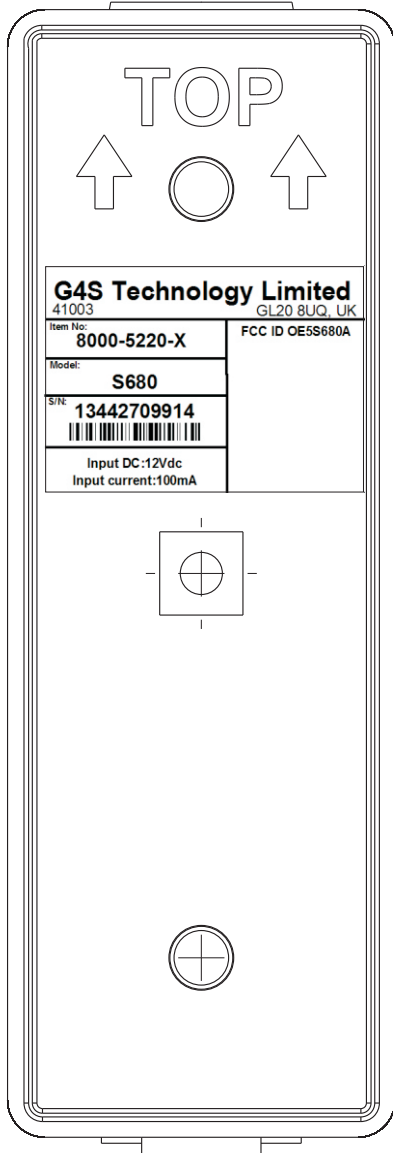 TOP
G4S Technology Limited
41003 GL20 8UQ, UK
Item No:
8000-5220-X
FCC ID OE5S680A
Model:
S680
S/N:
13442709914
Input DC:12Vdc
Input current:100mA